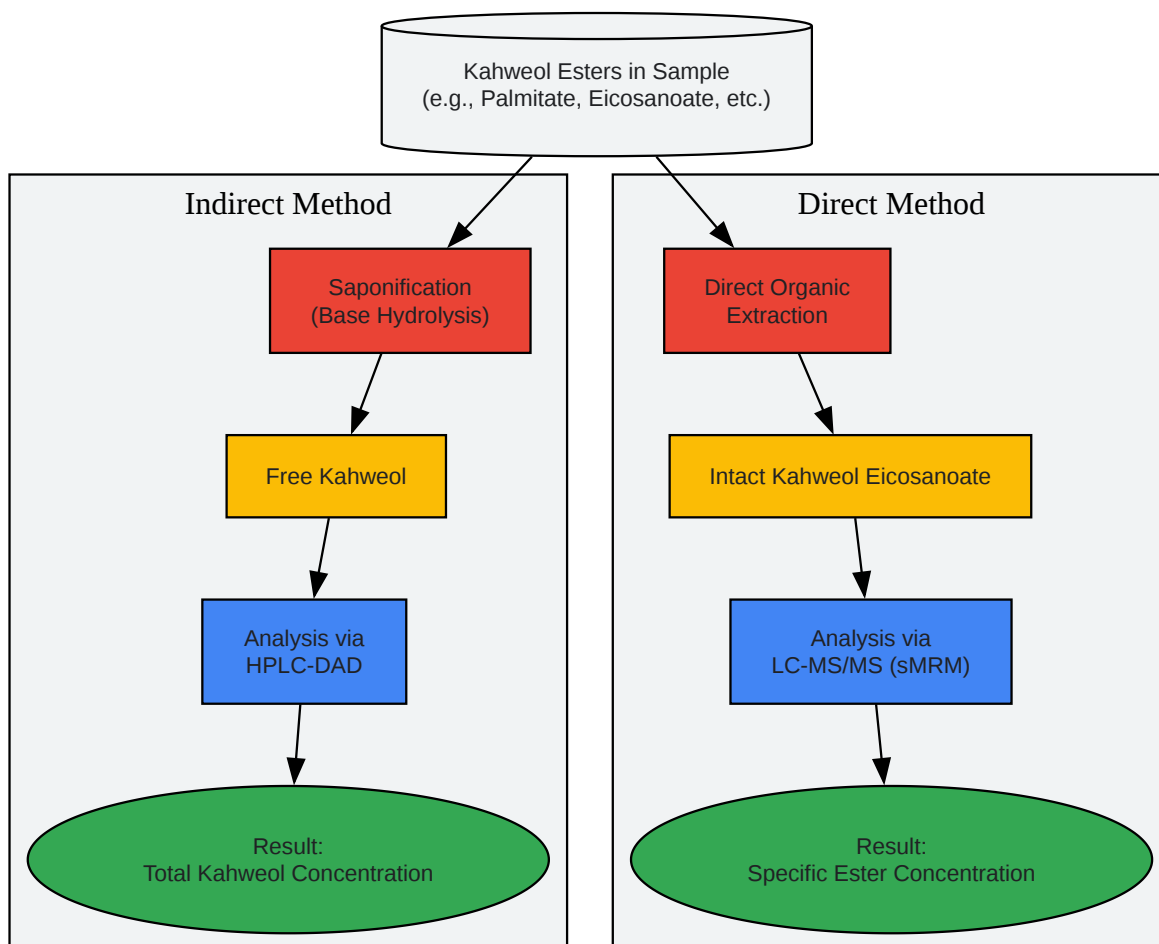 Kahweol Esters in Sample
(e.g., Palmitate, Eicosanoate, etc.)
Indirect Method
Saponification
(Base Hydrolysis)
Free Kahweol
Analysis via
HPLC-DAD
Result:
Total Kahweol Concentration
Direct Method
Direct Organic
Extraction
Intact Kahweol Eicosanoate
Analysis via
LC-MS/MS (sMRM)
Result:
Specific Ester Concentration